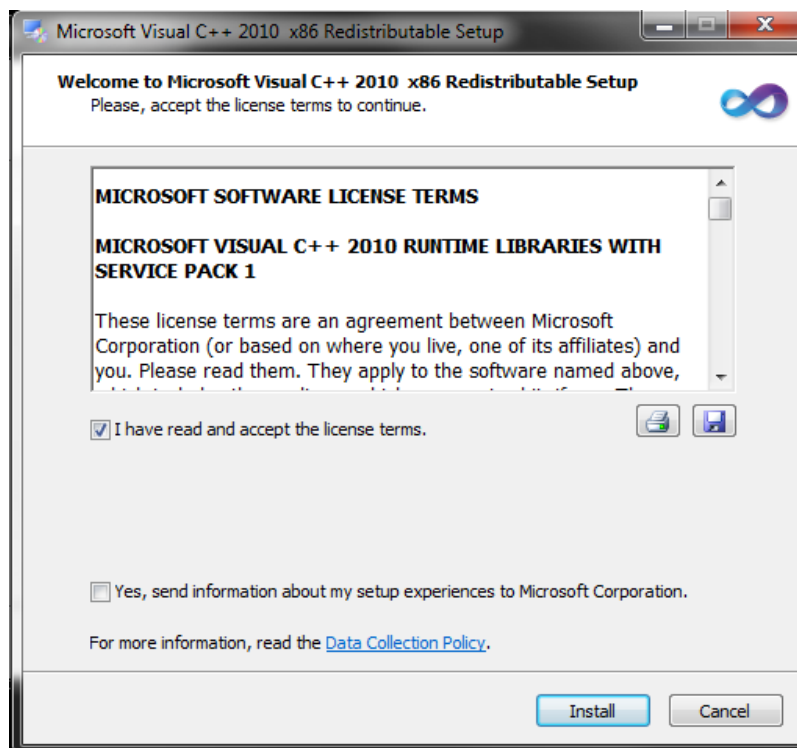 Microsoft Visual C++ 2010 x86 Redistributable Setup
Welcome to Microsoft Visual C++ 2010 x86 Redistributable Setup
Please, accept the license terms to continue.
MICROSOFT SOFTWARE LICENSE TERMS
MICROSOFT VISUAL C++ 2010 RUNTIME LIBRARIES WITH
SERVICE PACK 1
These license terms are an agreement between Microsoft
Corporation (or based on where you live, one of its affiliates) and
you. Please read them. They apply to the software named above,
I have read and accept the license terms.
Yes, send information about my setup experiences to Microsoft Corporation.
For more information, read the Data Collection Policy.
Install
Cancel